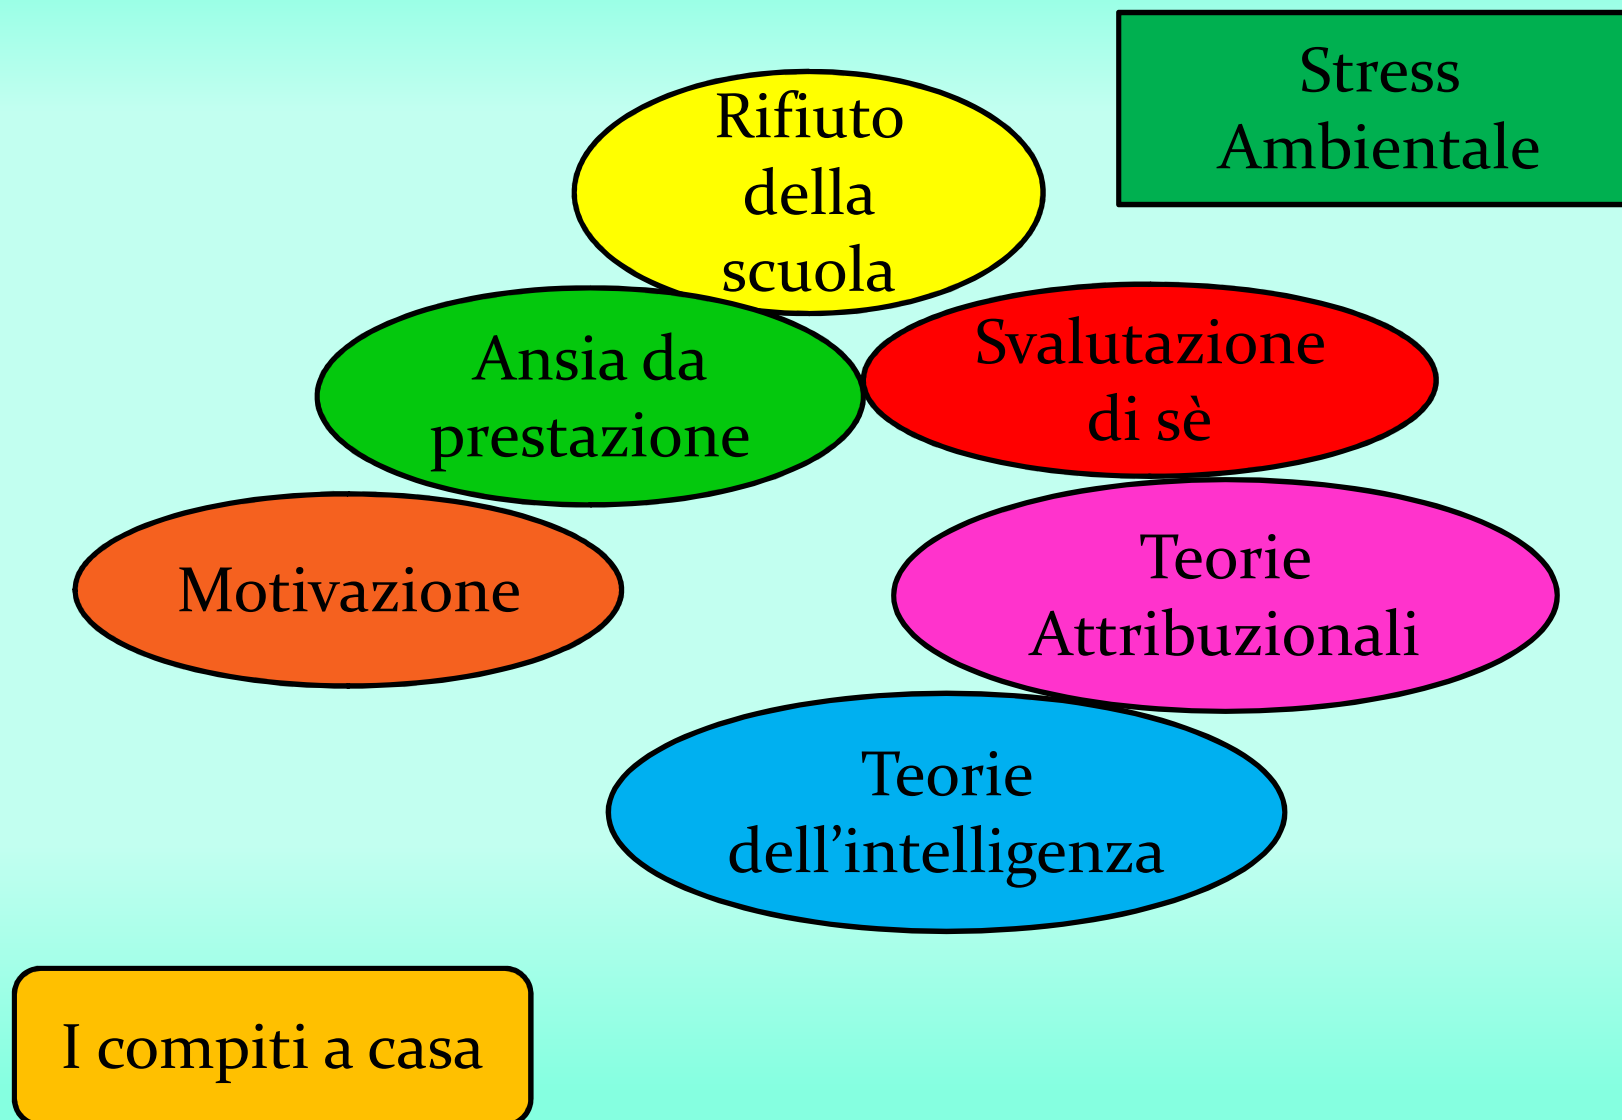 Stress
Ambientale
Rifiuto
della
scuola
Svalutazione
di sè
Ansia da
prestazione
Motivazione
Teorie
Attribuzionali
Teorie
dell’intelligenza
I compiti a casa